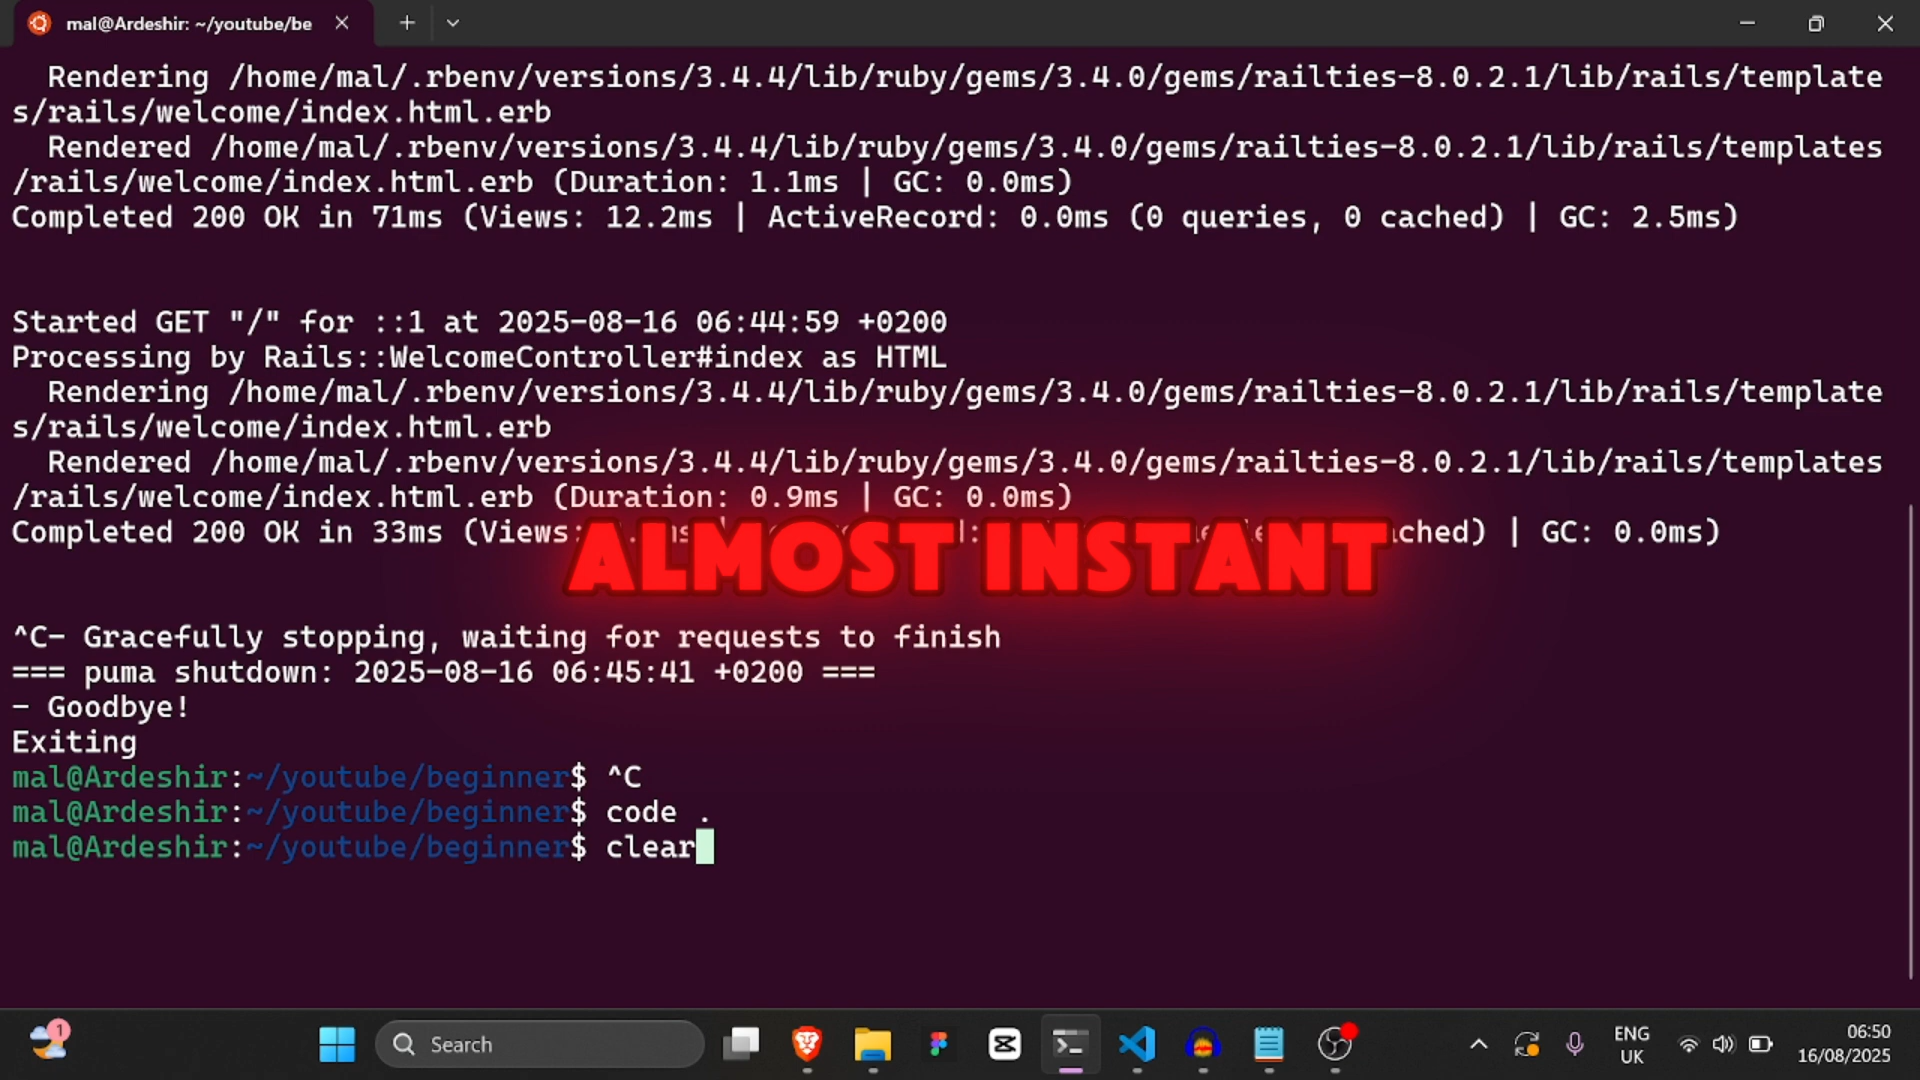 mal@Ardeshir: ~/youtube/be
Rendering /home/mal/.rbenv/versions/3.4.4/lib/ruby/gems/3.4.0/gems/railties-8.0.2.1/lib/rails/template
s/rails/welcome/index.html.erb
Rendered /home/mal/.rbenv/versions/3.4.4/lib/ruby/gems/3.4.0/gems/railties-8.0.2.1/lib/rails/templates
/rails/welcome/index.html.erb (Duration: 1.1ms | GC: 0.0ms)
Completed 200 OK in 71ms (Views: 12.2ms | ActiveRecord: 0.0ms (0 queries, 0 cached) | GC: 2.5ms)
Started GET "/" for ::1 at 2025-08-16 06:44:59 +0200
Processing by Rails::WelcomeController#index as HTML
Rendering /home/mal/.rbenv/versions/3.4.4/lib/ruby/gems/3.4.0/gems/railties-8.0.2.1/lib/rails/template
s/rails/welcome/index.html.erb
Rendered /home/mal/.rbenv/versions/3.4.4/lib/ruby/gems/3.4.0/gems/railties-8.0.2.1/lib/rails/templates
/rails/welcome/index.html.erb (Duration: 0.9ms | GC: 0.0ms)
Completed 200 OK in 33ms (Views: | GC: 0.0ms)
ALMOST INSTANT
^C- Gracefully stopping, waiting for requests to finish
=== puma shutdown: 2025-08-16 06:45:41 +0200 ===
- Goodbye!
Exiting
mal@Ardeshir:~/youtube/beginner$ ^C
mal@Ardeshir:~/youtube/beginner$ code .
mal@Ardeshir:~/youtube/beginner$ clear
1
Search
ENG
UK
06:50
16/08/2025